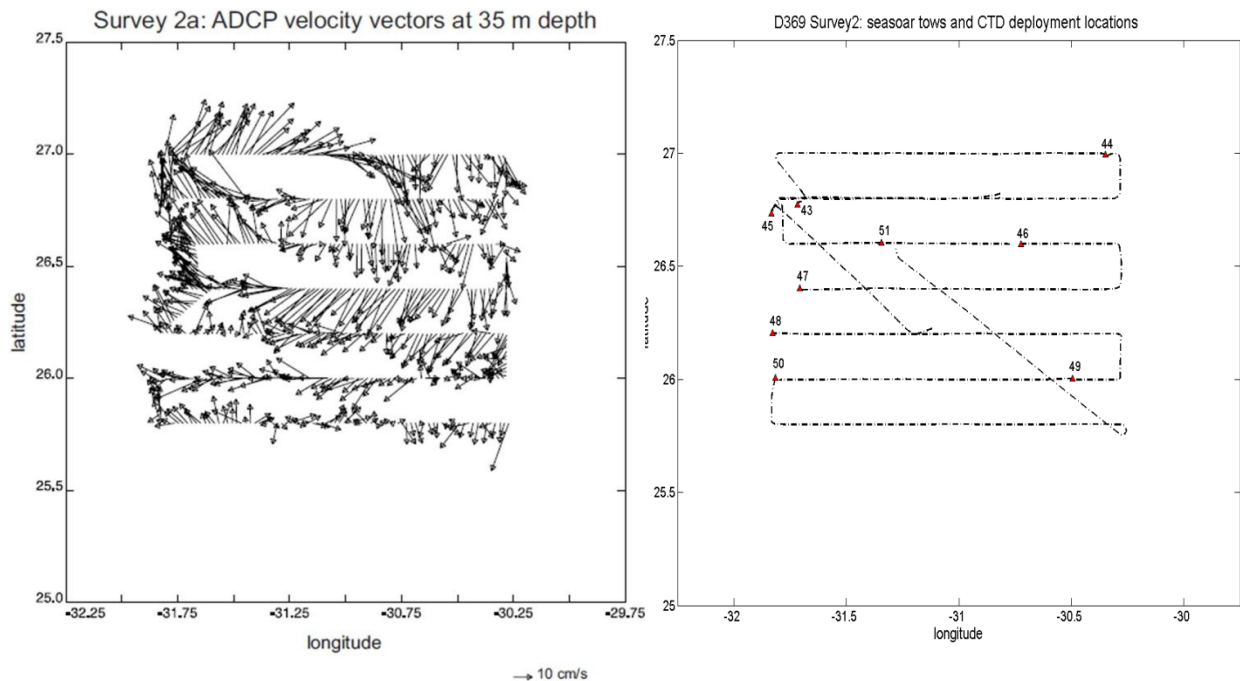 Survey 2a: ADCP velocity vectors at 35 m depth
27.5
27.0
26.5
26.0
25.5
25.0
latitude
-32.25 -31.75 -31.25 -30.75 -30.25 -29.75
longitude
10 cm/s
D369 Survey2: seasoar tows and CTD deployment locations
27.5
27
26.5
26
25.5
25
44
43
45
51
46
47
48
50
49
-32 -31.5 -31 -30.5 -30
longitude